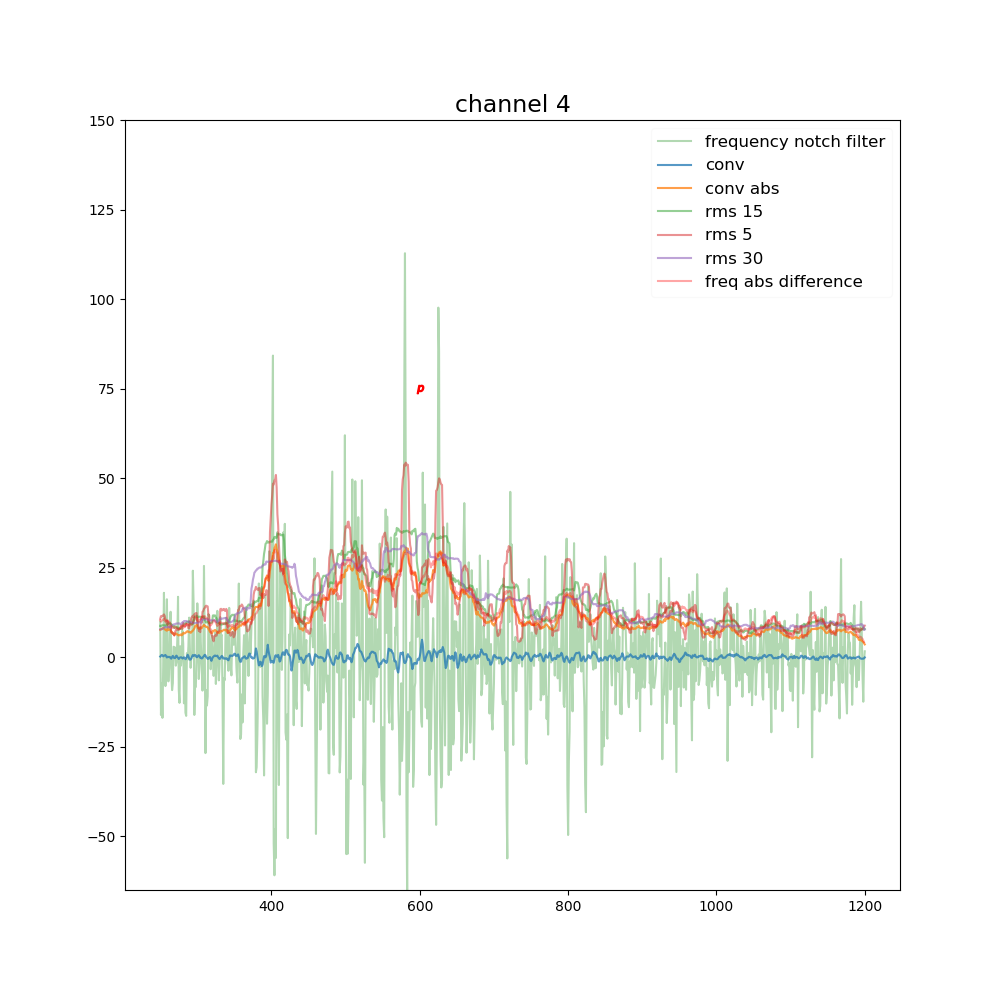 channel 4
150
125
100
75
50
25
0
−25
−50
400 600 800 1000 1200
frequency notch filter
conv
conv abs
rms 15
rms 5
rms 30
freq abs difference
p